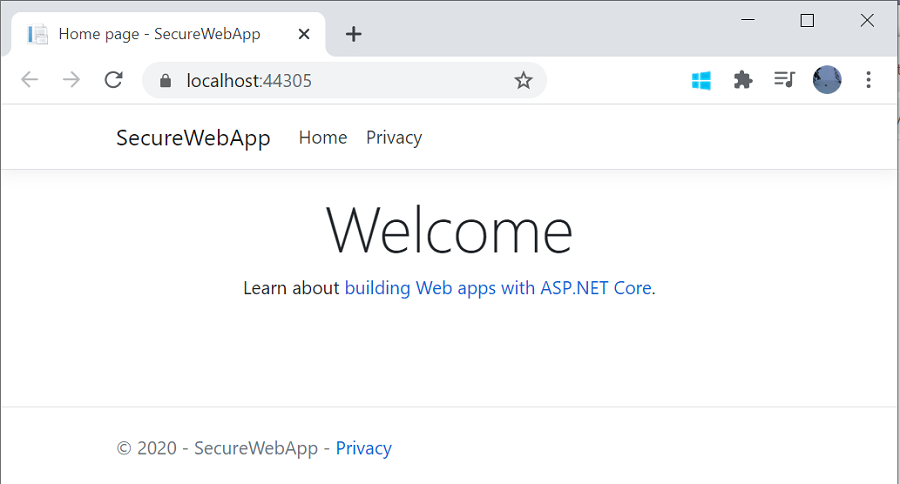 Home page - SecureWebApp
localhost:44305
SecureWebApp Home Privacy
Welcome
Learn about building Web apps with ASP.NET Core.
© 2020 - SecureWebApp - Privacy